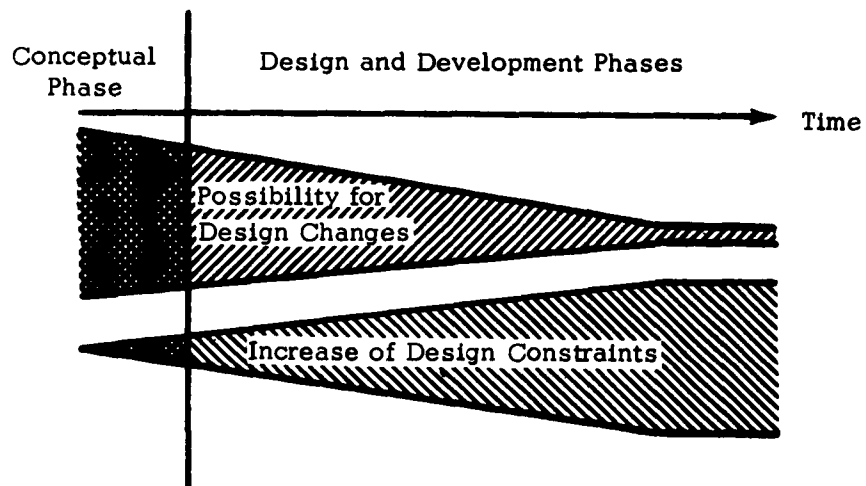 Conceptual
Phase
Design and Development Phases
Time
Possibility for
Design Changes
Increase of Design Constraints